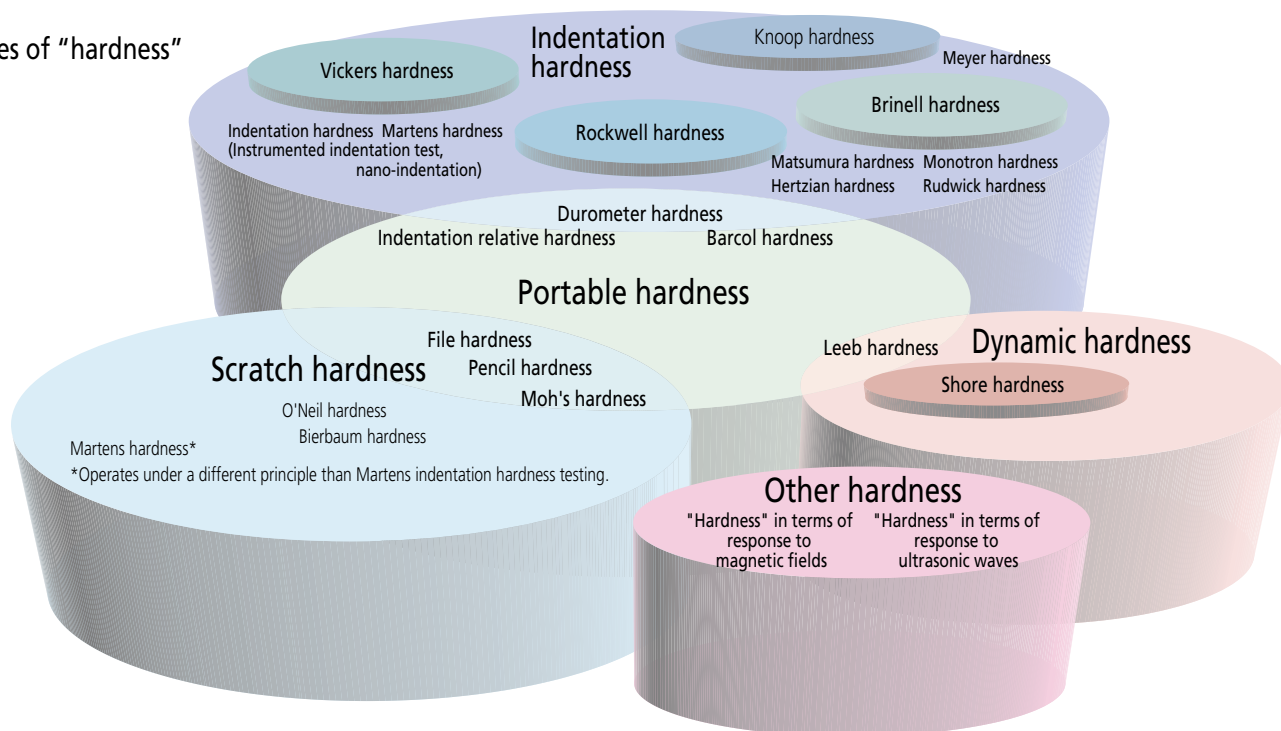 es of “hardness”
Indentation
hardness
Knoop hardness
Meyer hardness
Vickers hardness
Brinell hardness
Rockwell hardness
Indentation hardness Martens hardness
(Instrumented indentation test,
nano-indentation)
Matsumura hardness Monotron hardness
Hertzian hardness Rudwick hardness
Durometer hardness
Indentation relative hardness Barcol hardness
Portable hardness
File hardness
Pencil hardness
Moh's hardness
Scratch hardness
O'Neil hardness
Bierbaum hardness
Martens hardness*
*Operates under a different principle than Martens indentation hardness testing.
Leeb hardness
Dynamic hardness
Shore hardness
Other hardness
"Hardness" in terms of
response to
magnetic fields
"Hardness" in terms of
response to
ultrasonic waves